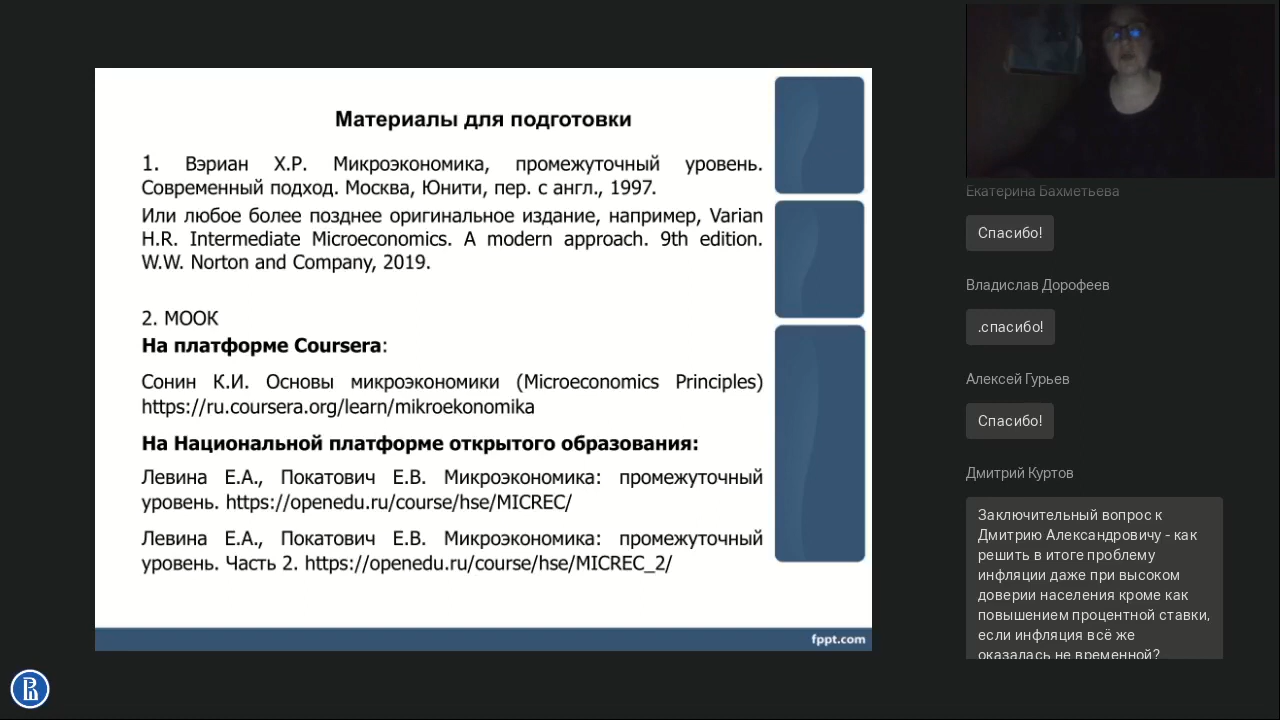 Материалы для подготовки
1. Вэриан Х.Р. Микроэкономика, промежуточный уровень.
Современный подход. Москва, Юнити, пер. с англ., 1997.
Или любое более позднее оригинальное издание, например, Varian
H.R. Intermediate Microeconomics. A modern approach. 9th edition.
W.W. Norton and Company, 2019.
2. МООК
На платформе Coursera:
Сонин К.И. Основы микроэкономики (Microeconomics Principles)
https://ru.coursera.org/learn/mikroekonomika
На Национальной платформе открытого образования:
Левина Е.А., Покатович Е.В. Микроэкономика: промежуточный
уровень. https://openedu.ru/course/hse/MICREC/
Левина Е.А., Покатович Е.В. Микроэкономика: промежуточный
уровень. Часть 2. https://openedu.ru/course/hse/MICREC_2/
fppt.com
Екатерина Бахметьева
Спасибо!
Владислав Дорофеев
.спасибо!
Алексей Гурьев
Спасибо!
Дмитрий Куртов
Заключительный вопрос к
Дмитрию Александровичу - как
решить в итоге проблему
инфляции даже при высоком
доверии населения кроме как
повышением процентной ставки,
если инфляция всё же
оказалась не временной?